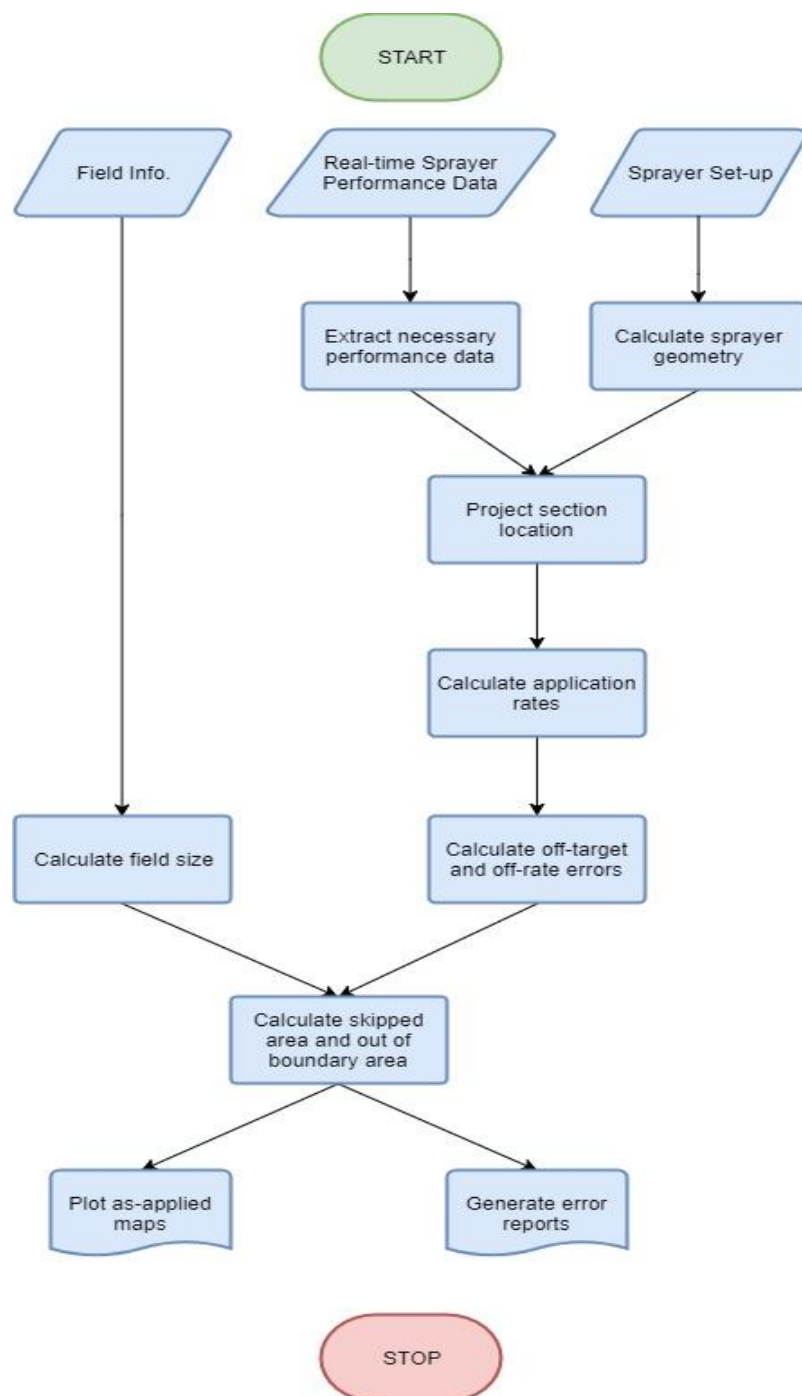 START
Field Info.
Real-time Sprayer
Performance Data
Sprayer Set-up
Extract necessary
performance data
Calculate sprayer
geometry
Project section
location
Calculate application
rates
Calculate field size
Calculate off-target
and off-rate errors
Calculate skipped
area and out of
boundary area
Plot as-applied
maps
Generate error
reports
STOP